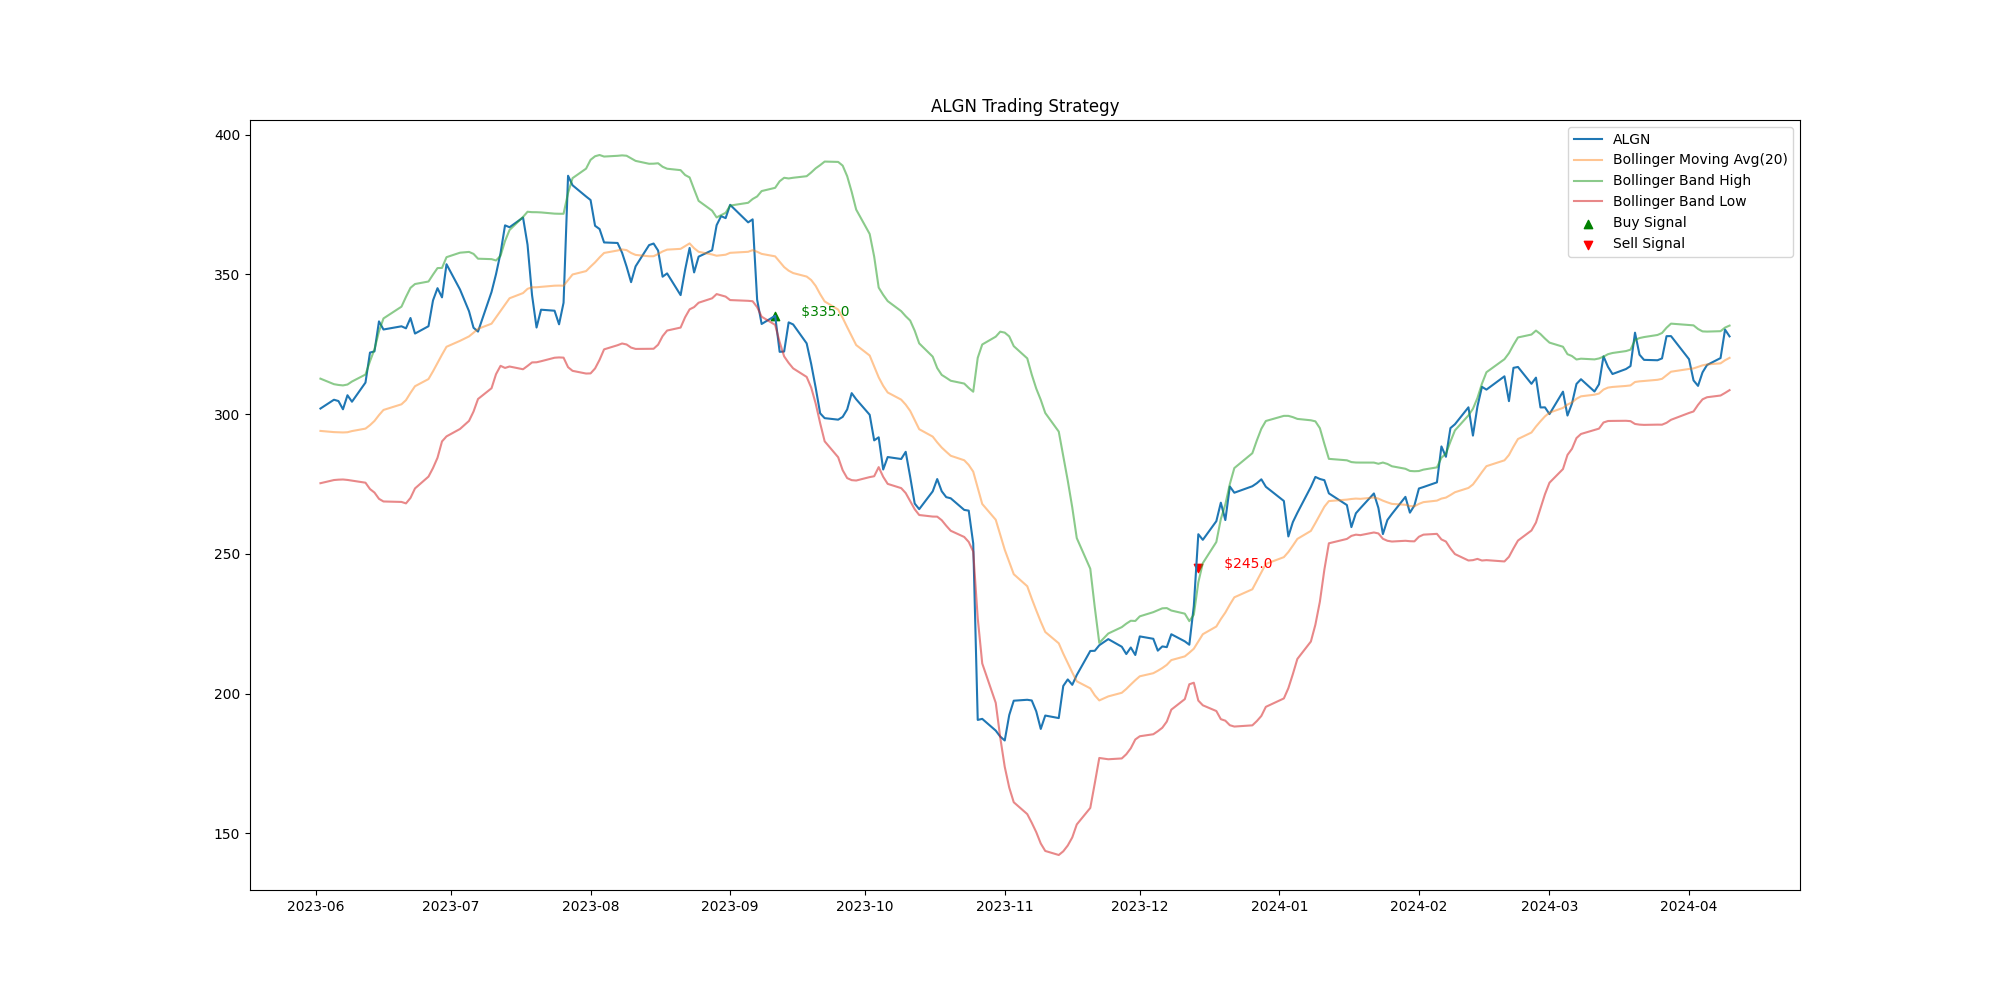 ALGN Trading Strategy
400
350
300
250
200
150
ALGN
Bollinger Moving Avg(20)
Bollinger Band High
Bollinger Band Low
Buy Signal
Sell Signal
$335.0
$245.0
2023-06
2023-07
2023-08
2023-09
2023-10
2023-11
2023-12
2024-01
2024-02
2024-03
2024-04